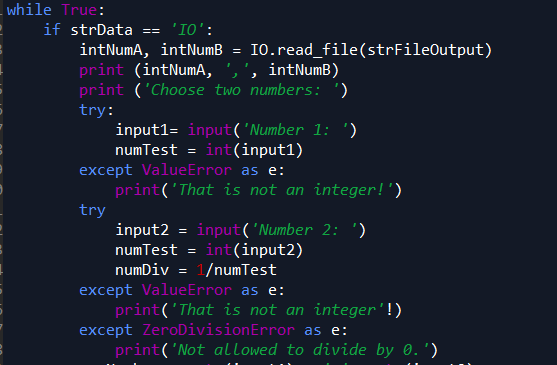 while True:
    if strData == 'IO':
        intNumA, intNumB = IO.read_file(strFileOutput)
        print (intNumA, ',', intNumB)
        print ('Choose two numbers: ')
        try:
            input1= input('Number 1: ')
            numTest = int(input1)
        except ValueError as e:
            print('That is not an integer!')
        try
            input2 = input('Number 2: ')
            numTest = int(input2)
            numDiv = 1/numTest
        except ValueError as e:
            print('That is not an integer'!)
        except ZeroDivisionError as e:
            print('Not allowed to divide by 0.')